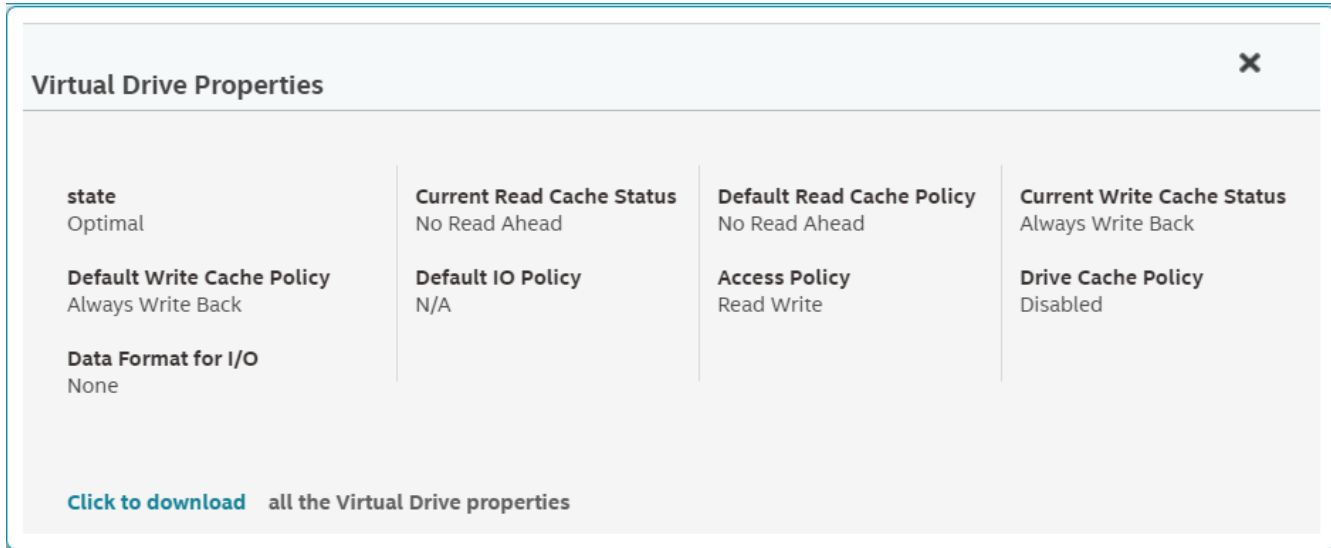 Virtual Drive Properties
state
Optimal
Current Read Cache Status
No Read Ahead
Default Read Cache Policy
No Read Ahead
Current Write Cache Status
Always Write Back
Default Write Cache Policy
Always Write Back
Default IO Policy
N/A
Access Policy
Read Write
Drive Cache Policy
Disabled
Data Format for I/O
None
Click to download all the Virtual Drive properties